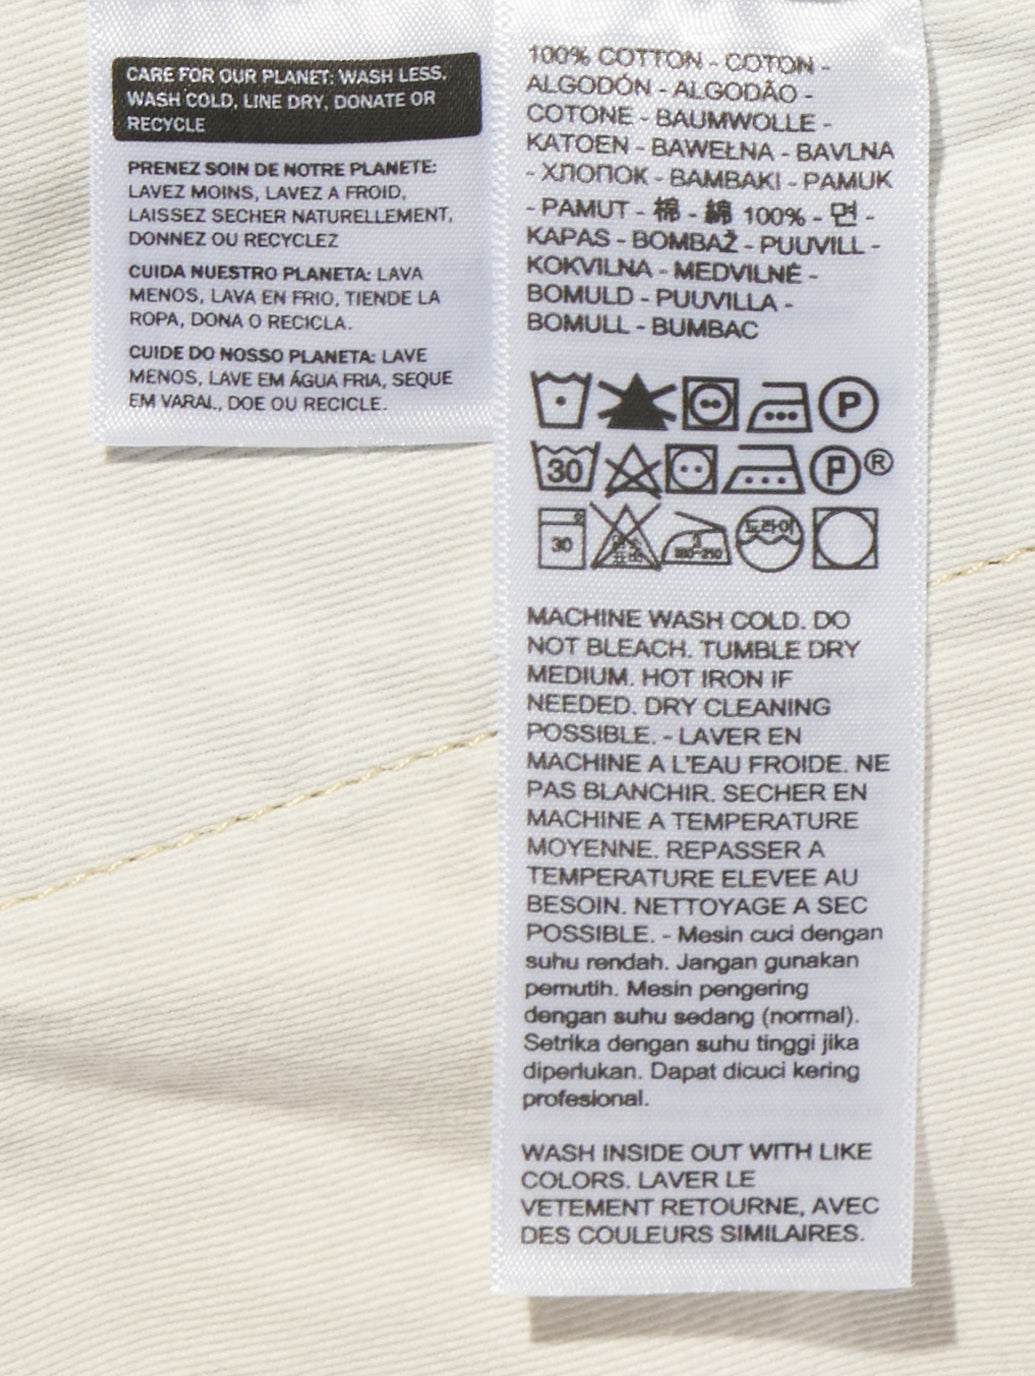 CARE FOR OUR PLANET: WASH LESS,
WASH COLD, LINE DRY, DONATE OR
RECYCLE
PRENEZ SOIN DE NOTRE PLANETE:
LAVEZ MOINS, LAVEZ A FROID,
LAISSEZ SECHER NATURELLEMENT,
DONNEZ OU RECYCLEZ
CUIDA NUESTRO PLANETA: LAVA
MENOS, LAVA EN FRIO, TIENDE LA
ROPA, DONA O RECICLA.
CUIDE DO NOSSO PLANETA: LAVE
MENOS, LAVE EM ÁGUA FRIA, SEQUE
EM VARAL, DOE OU RECICLE.
100% COTTON - COTON -
ALGODÓN - ALGODÃO -
COTONE - BAUMWOLLE -
KATOEN - BAWEŁNA - BAVLNA
- ХЛОПОК - BAMBAKI - PAMUK
- PAMUT - 棉 - 綿 100% - 면 -
KAPAS - BOMBAŽ - PUUVILL -
KOKVILNA - MEDVILNĖ -
BOMULD - PUUVILLA -
BOMULL - BUMBAC
P
30 P ®
30 180-210 드라이
MACHINE WASH COLD. DO
NOT BLEACH. TUMBLE DRY
MEDIUM. HOT IRON IF
NEEDED. DRY CLEANING
POSSIBLE. - LAVER EN
MACHINE A L'EAU FROIDE. NE
PAS BLANCHIR. SECHER EN
MACHINE A TEMPERATURE
MOYENNE. REPASSER A
TEMPERATURE ELEVEE AU
BESOIN. NETTOYAGE A SEC
POSSIBLE. - Mesin cuci dengan
suhu rendah. Jangan gunakan
pemutih. Mesin pengering
dengan suhu sedang (normal).
Setrika dengan suhu tinggi jika
diperlukan. Dapat dicuci kering
profesional.
WASH INSIDE OUT WITH LIKE
COLORS. LAVER LE
VETEMENT RETOURNE, AVEC
DES COULEURS SIMILAIRES.